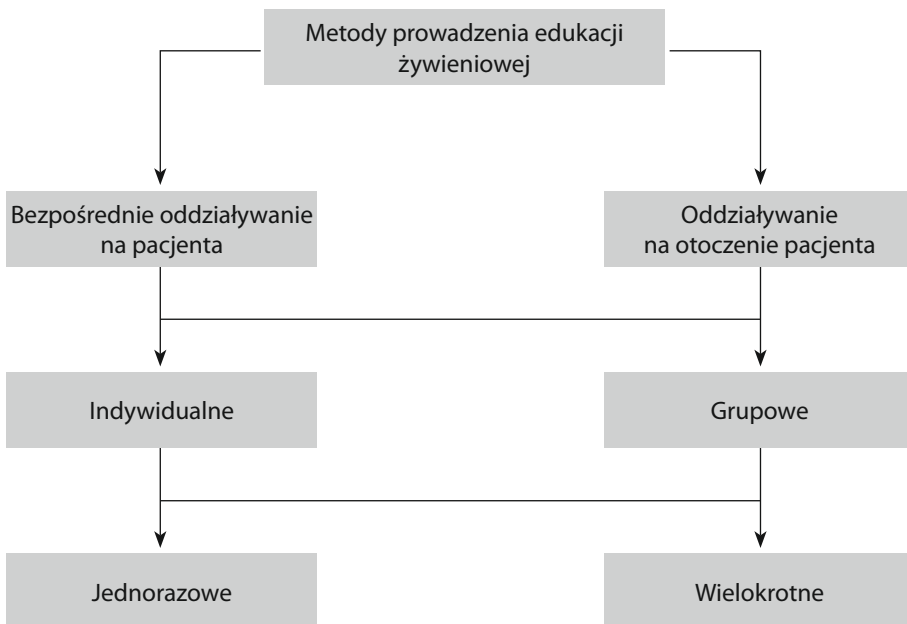 Metody prowadzenia edukacji
żywieniowej
Bezpośrednie oddziaływanie
na pacjenta
Oddziaływanie
na otoczenie pacjenta
Indywidualne
Grupowe
Jednorazowe
Wielokrotne